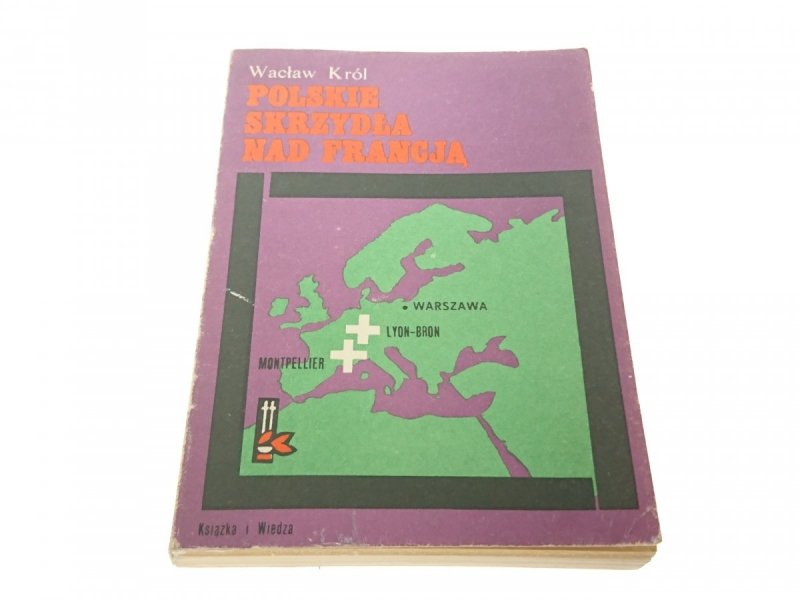 Wacław Król
POLSKIE
SKRZYDŁA
NAD FRANCJĄ
WARSZAWA
LYON-BRON
MONTPELLIER
Książka i Wiedza